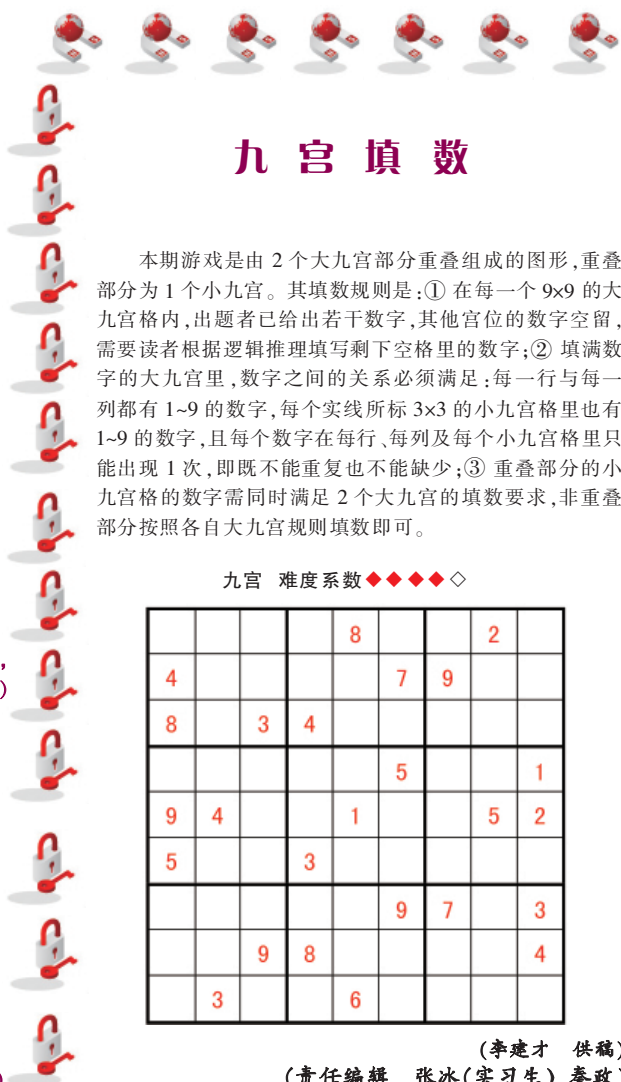 九 宫 填 数
本期游戏是由 2 个大九宫部分重叠组成的图形,重叠
部分为 1 个小九宫。其填数规则是:① 在每一个 9×9 的大
九宫格内,出题者已给出若干数字,其他宫位的数字空留,
需要读者根据逻辑推理填写剩下空格里的数字;② 填满数
字的大九宫里,数字之间的关系必须满足:每一行与每一
列都有 1~9 的数字,每个实线所标 3×3 的小九宫格里也有
1~9 的数字,且每个数字在每行、每列及每个小九宫格里只
能出现 1 次,即既不能重复也不能缺少;③ 重叠部分的小
九宫格的数字需同时满足 2 个大九宫的填数要求,非重叠
部分按照各自大九宫规则填数即可。
九宫 难度系数◆◆◆◆◇
8 2
4 7 9
8 3 4
5 1
9 4 1 5 2
5 3
9 7 3
9 8 4
3 6
(李建才 供稿)
(责任编辑 张冰(实习生) 秦政)